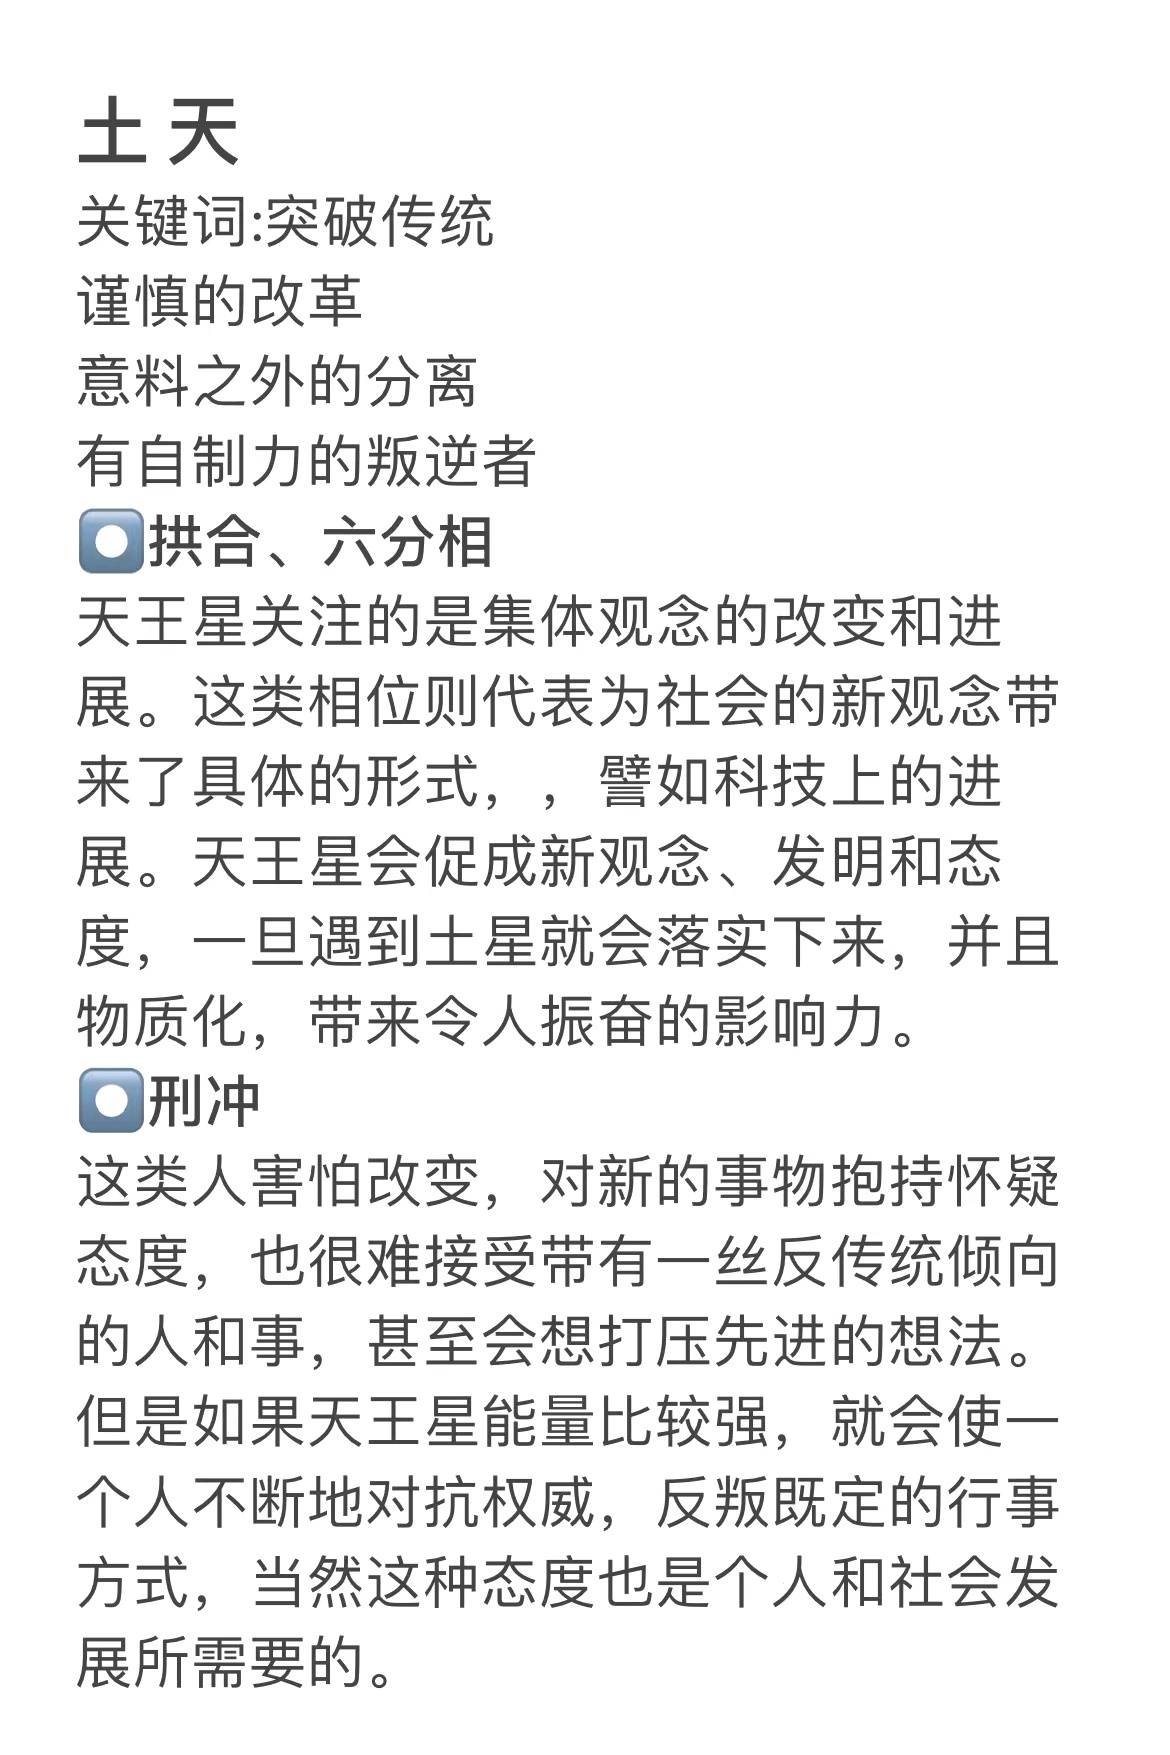 土 天
关键词:突破传统
谨慎的改革
意料之外的分离
有自制力的叛逆者
⏺拱合、六分相
天王星关注的是集体观念的改变和进
展。这类相位则代表为社会的新观念带
来了具体的形式，，譬如科技上的进
展。天王星会促成新观念、发明和态
度，一旦遇到土星就会落实下来，并且
物质化，带来令人振奋的影响力。
⏺刑冲
这类人害怕改变，对新的事物抱持怀疑
态度，也很难接受带有一丝反传统倾向
的人和事，甚至会想打压先进的想法。
但是如果天王星能量比较强，就会使一
个人不断地对抗权威，反叛既定的行事
方式，当然这种态度也是个人和社会发
展所需要的。